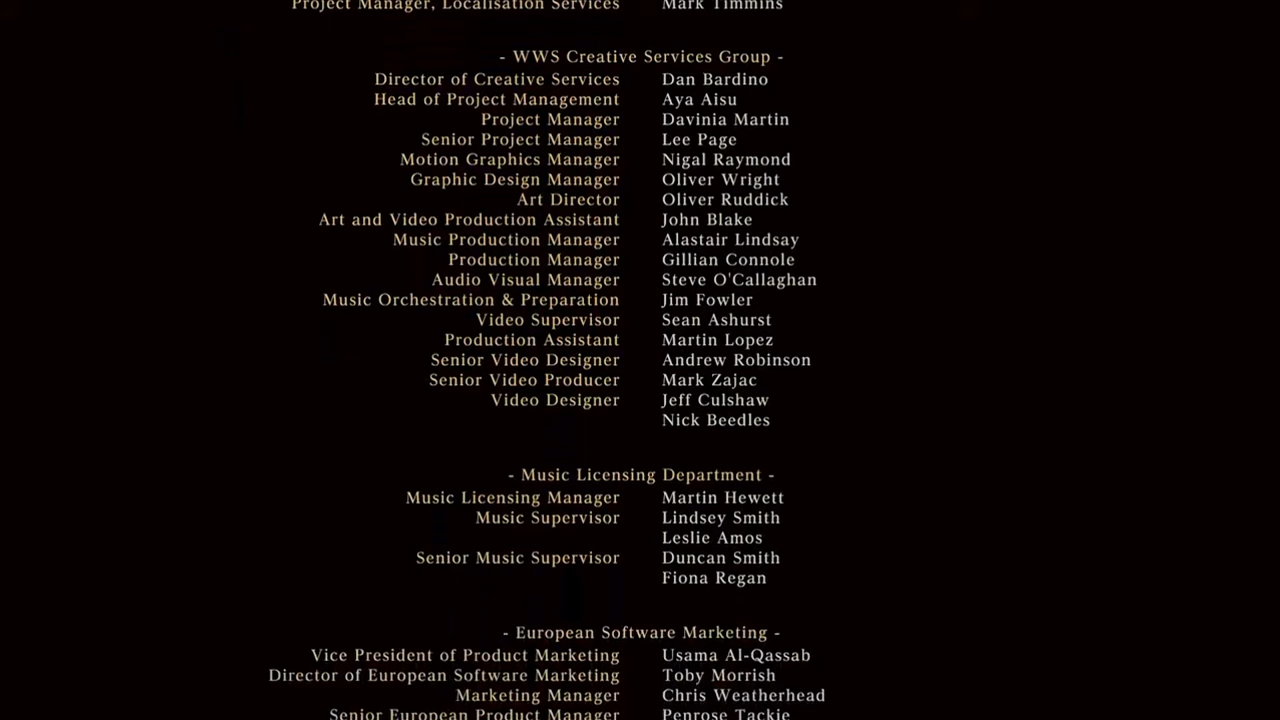 Project Manager, Localisation Services Mark Timmins
- WWS Creative Services Group -
Director of Creative Services Dan Bardino
Head of Project Management Aya Aisu
Project Manager Davinia Martin
Senior Project Manager Lee Page
Motion Graphics Manager Nigal Raymond
Graphic Design Manager Oliver Wright
Art Director Oliver Ruddick
Art and Video Production Assistant John Blake
Music Production Manager Alastair Lindsay
Production Manager Gillian Connole
Audio Visual Manager Steve O'Callaghan
Music Orchestration & Preparation Jim Fowler
Video Supervisor Sean Ashurst
Production Assistant Martin Lopez
Senior Video Designer Andrew Robinson
Senior Video Producer Mark Zajac
Video Designer Jeff Culshaw
Nick Beedles
- Music Licensing Department -
Music Licensing Manager Martin Hewett
Music Supervisor Lindsey Smith
Leslie Amos
Senior Music Supervisor Duncan Smith
Fiona Regan
- European Software Marketing -
Vice President of Product Marketing Usama Al-Qassab
Director of European Software Marketing Toby Morrish
Marketing Manager Chris Weatherhead
Senior European Product Manager Penrose Tackie